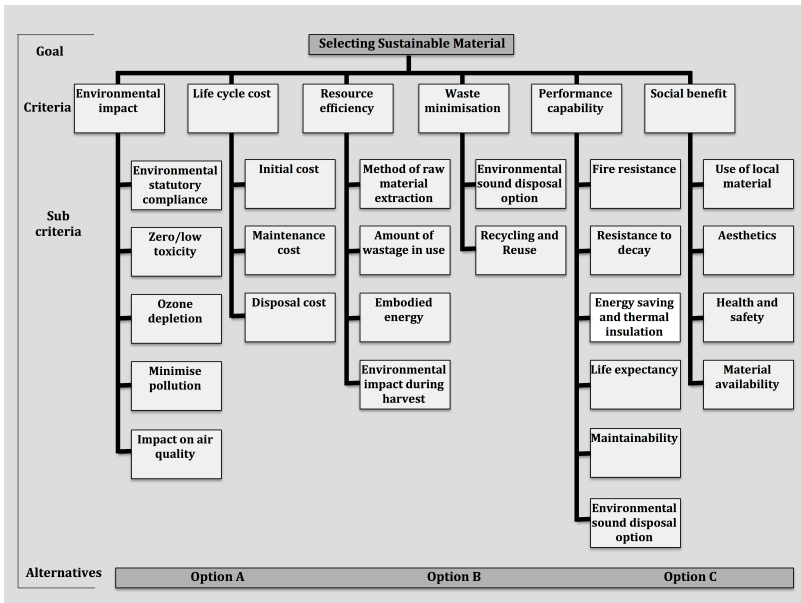 Goal
Selecting Sustainable Material
Criteria
Environmental
impact
Life cycle cost
Resource
efficiency
Waste
minimisation
Performance
capability
Social benefit
Sub
criteria
Environmental
statutory
compliance
Zero/low
toxicity
Ozone
depletion
Minimise
pollution
Impact on air
quality
Initial cost
Maintenance
cost
Disposal cost
Method of raw
material
extraction
Amount of
wastage in use
Embodied
energy
Environmental
impact during
harvest
Environmental
sound disposal
option
Recycling and
Reuse
Fire resistance
Resistance to
decay
Energy saving
and thermal
insulation
Life expectancy
Maintainability
Environmental
sound disposal
option
Use of local
material
Aesthetics
Health and
safety
Material
availability
Alternatives
Option A
Option B
Option C